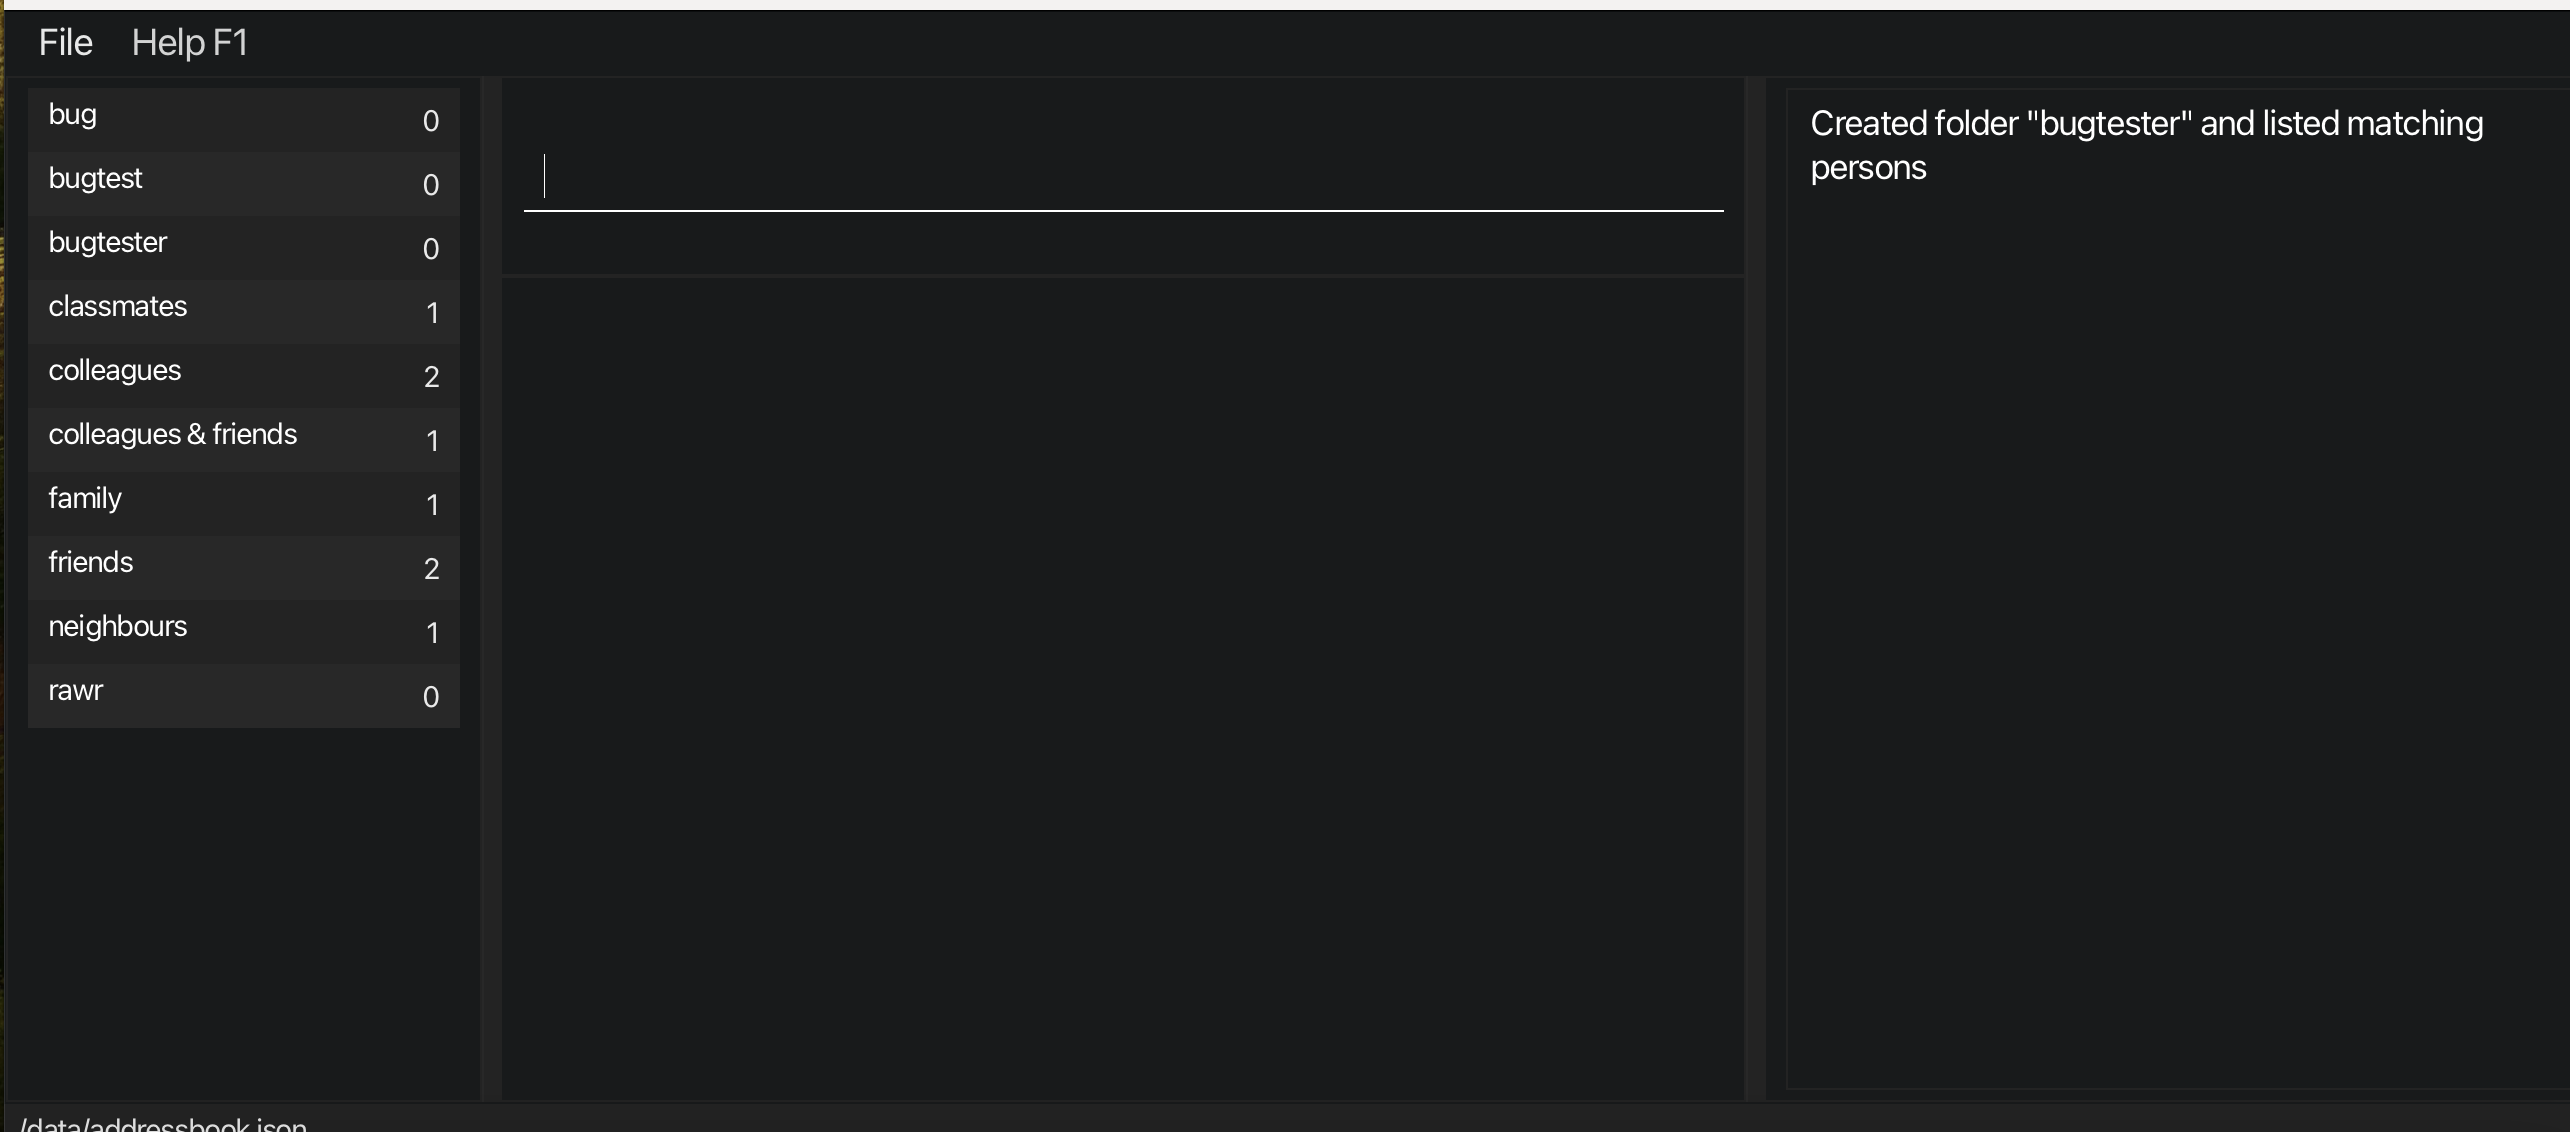 File Help F1
bug 0
bugtest 0
bugtester 0
classmates 1
colleagues 2
colleagues & friends 1
family 1
friends 2
neighbours 1
rawr 0
Created folder "bugtester" and listed matching
persons
/data/addressbook.json